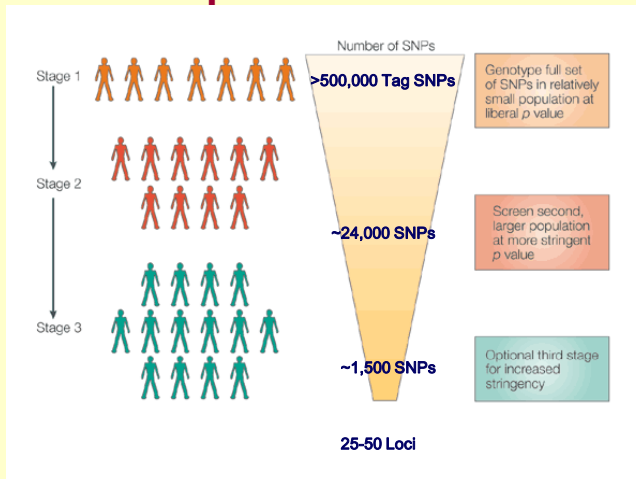 Number of SNPs
Stage 1
>500,000 Tag SNPs
Genotype full set
of SNPs in relatively
small population at
liberal p value
Stage 2
~24,000 SNPs
Screen second,
larger population
at more stringent
p value
Stage 3
~1,500 SNPs
Optional third stage
for increased
stringency
25-50 Loci